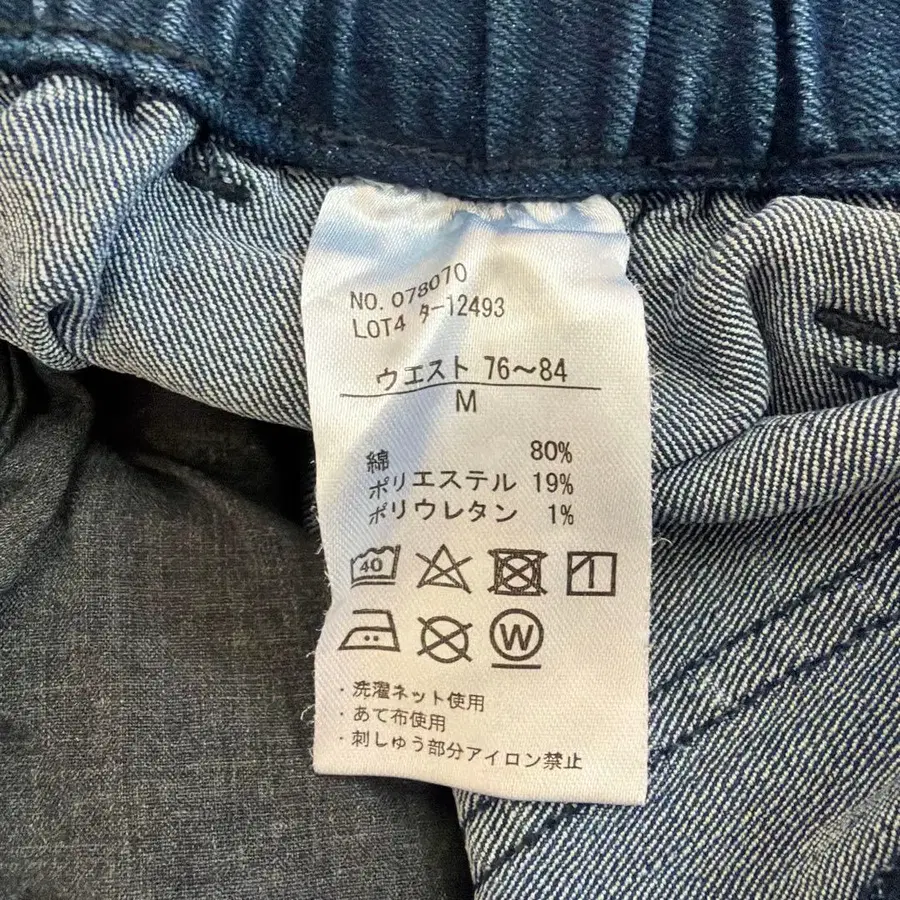 NO. 078070
LOT4 ター12493
ウエスト 76～84
M
綿 80%
ポリエステル 19%
ポリウレタン 1%
40
W
・洗濯ネット使用
・あて布使用
・刺しゅう部分アイロン禁止